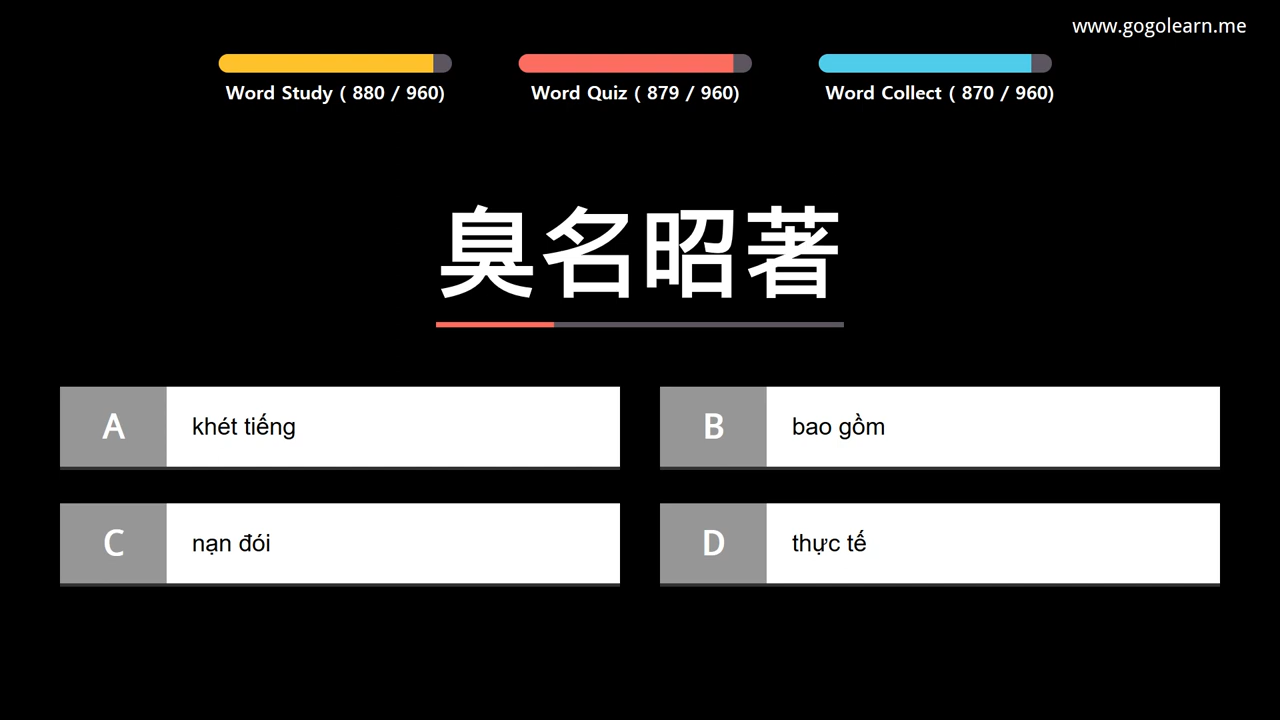 www.gogolearn.me
Word Study ( 880 / 960)
Word Quiz ( 879 / 960)
Word Collect ( 870 / 960)
臭名昭著
A khét tiếng
B bao gồm
C nạn đói
D thực tế